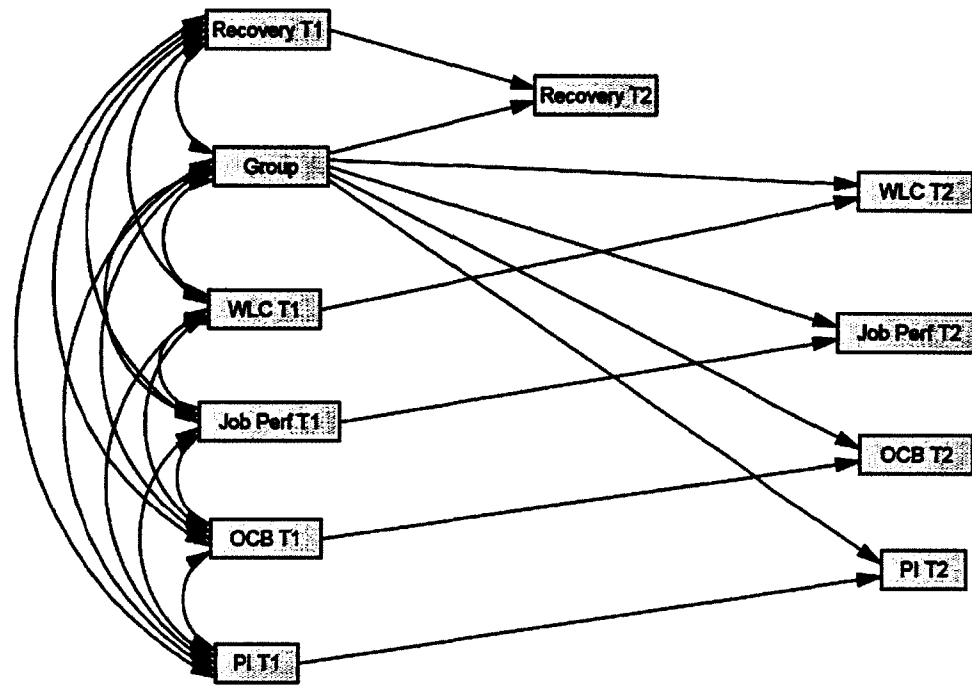 Recovery T1
Recovery T2
Group
WLC T2
WLC T1
Job Perf T2
Job Perf T1
OCB T2
OCB T1
PI T2
PI T1